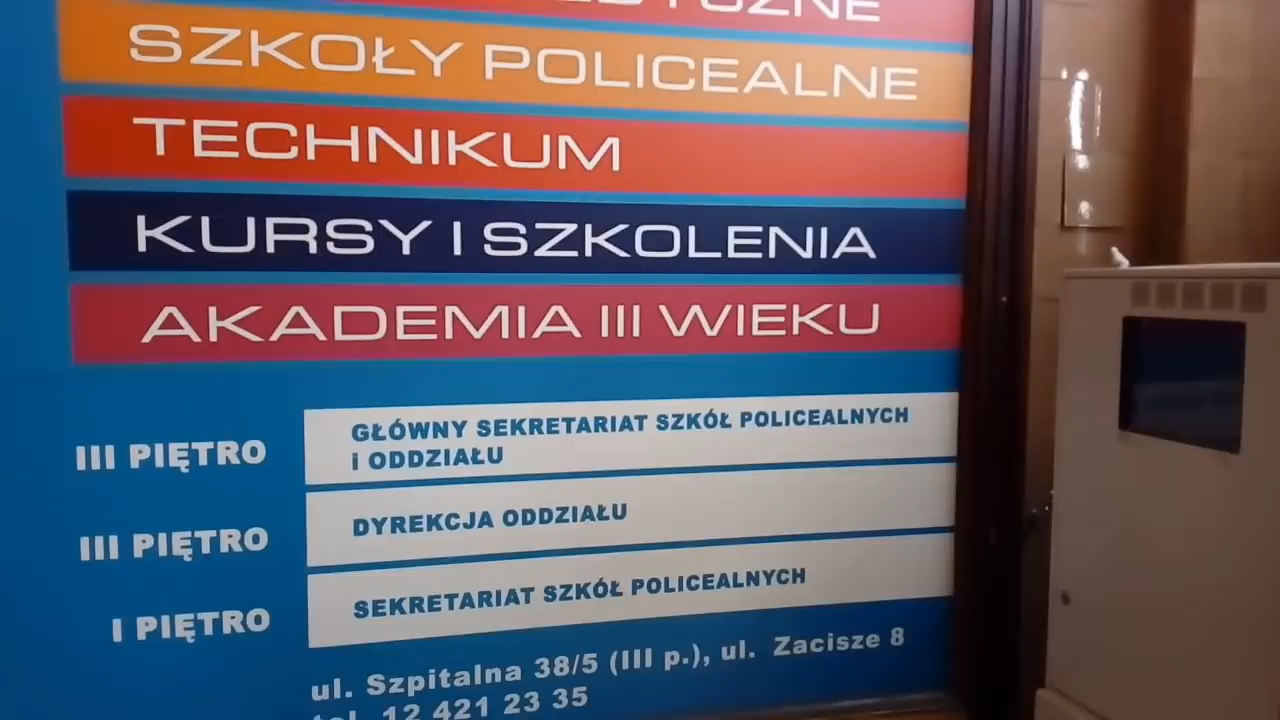 SZKOŁY POLICEALNE
TECHNIKUM
KURSY I SZKOLENIA
AKADEMIA III WIEKU
III PIĘTRO
GŁÓWNY SEKRETARIAT SZKÓŁ POLICEALNYCH
i ODDZIAŁU
III PIĘTRO
DYREKCJA ODDZIAŁU
I PIĘTRO
SEKRETARIAT SZKÓŁ POLICEALNYCH
ul. Szpitalna 38/5 (III p.), ul. Zacisze 8
tel. 12 421 23 35